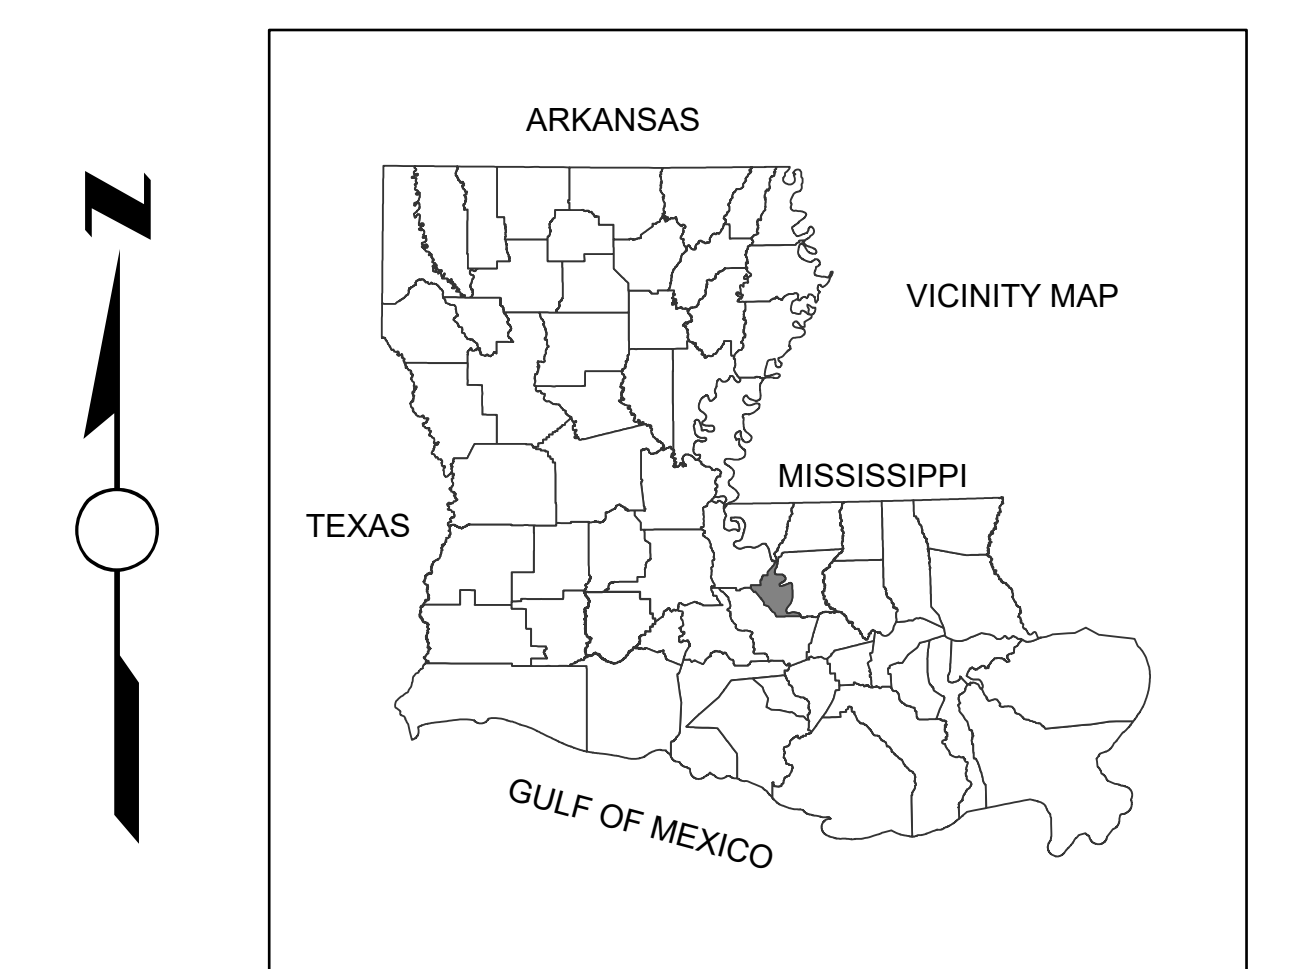 ARKANSAS
N
VICINITY MAP
MISSISSIPPI
TEXAS
GULF OF MEXICO